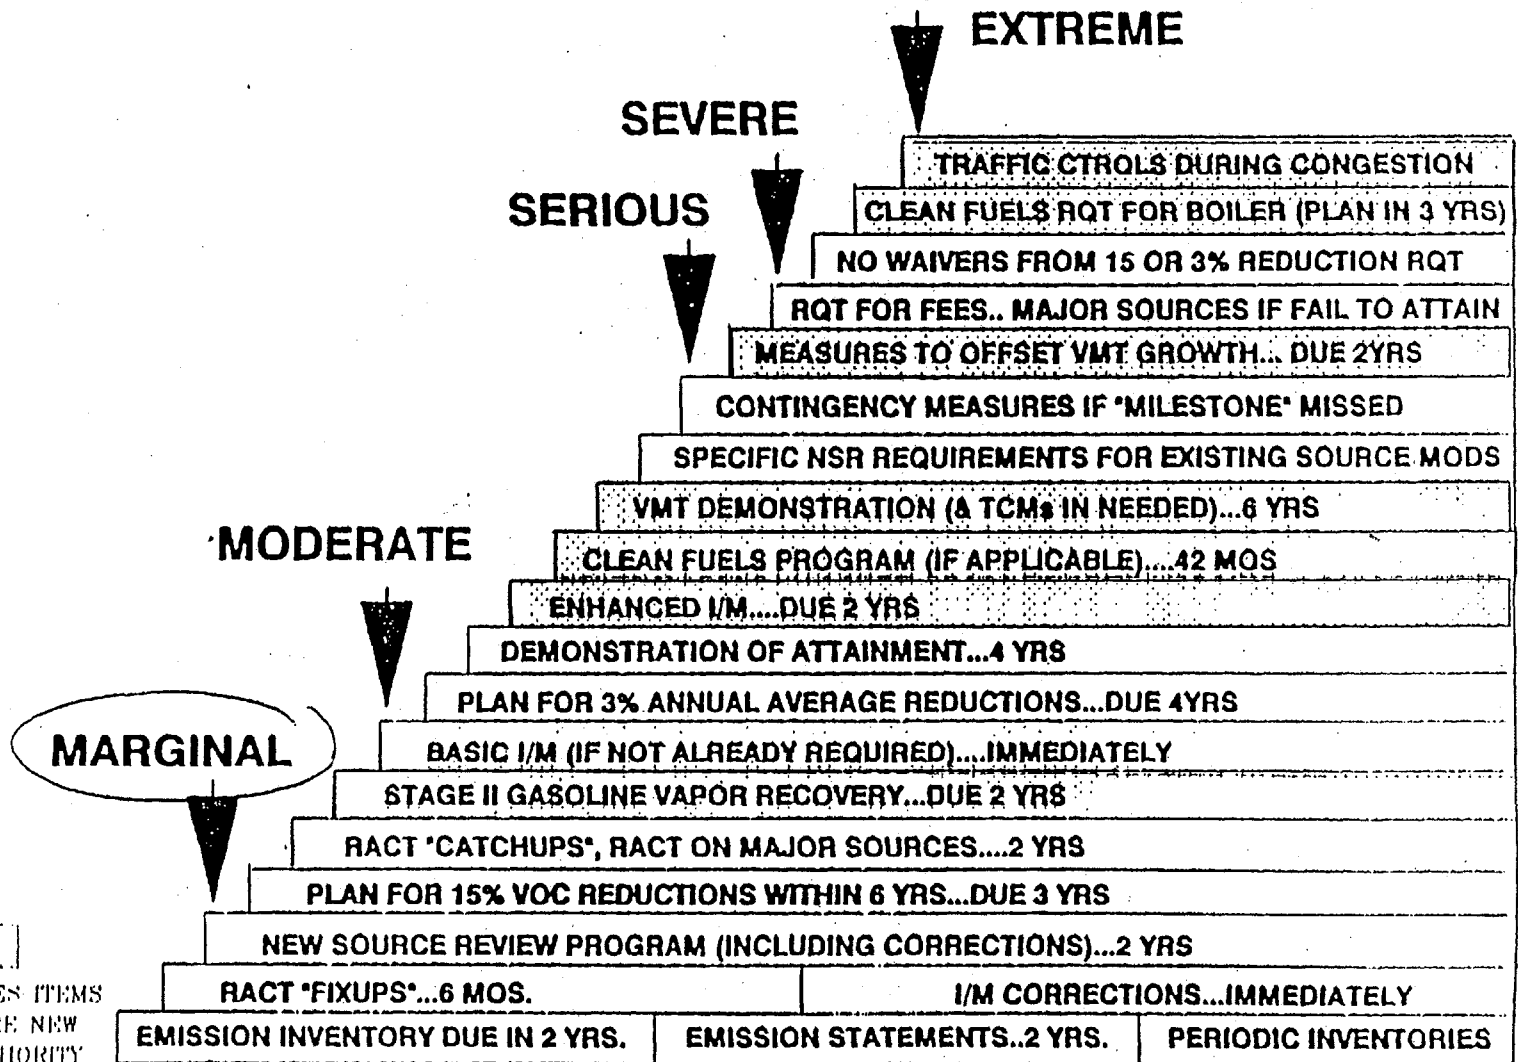 EXTREME
SEVERE
TRAFFIC CTROLS DURING CONGESTION
SERIOUS
CLEAN FUELS RQT FOR BOILER (PLAN IN 3 YRS)
NO WAIVERS FROM 15 OR 3% REDUCTION RQT
RQT FOR FEES.. MAJOR SOURCES IF FAIL TO ATTAIN
MEASURES TO OFFSET VMT GROWTH... DUE 2YRS
CONTINGENCY MEASURES IF "MILESTONE" MISSED
SPECIFIC NSR REQUIREMENTS FOR EXISTING SOURCE MODS
VMT DEMONSTRATION (& TCMs IN NEEDED)...6 YRS
MODERATE
CLEAN FUELS PROGRAM (IF APPLICABLE)....42 MOS
ENHANCED I/M....DUE 2 YRS
DEMONSTRATION OF ATTAINMENT...4 YRS
PLAN FOR 3% ANNUAL AVERAGE REDUCTIONS...DUE 4YRS
MARGINAL
BASIC I/M (IF NOT ALREADY REQUIRED)....IMMEDIATELY
STAGE II GASOLINE VAPOR RECOVERY...DUE 2 YRS
RACT "CATCHUPS", RACT ON MAJOR SOURCES....2 YRS
PLAN FOR 15% VOC REDUCTIONS WITHIN 6 YRS...DUE 3 YRS
NEW SOURCE REVIEW PROGRAM (INCLUDING CORRECTIONS)...2 YRS
RACT "FIXUPS"...6 MOS.
I/M CORRECTIONS...IMMEDIATELY
EMISSION INVENTORY DUE IN 2 YRS.
EMISSION STATEMENTS..2 YRS.
PERIODIC INVENTORIES
ITEMS
NEW